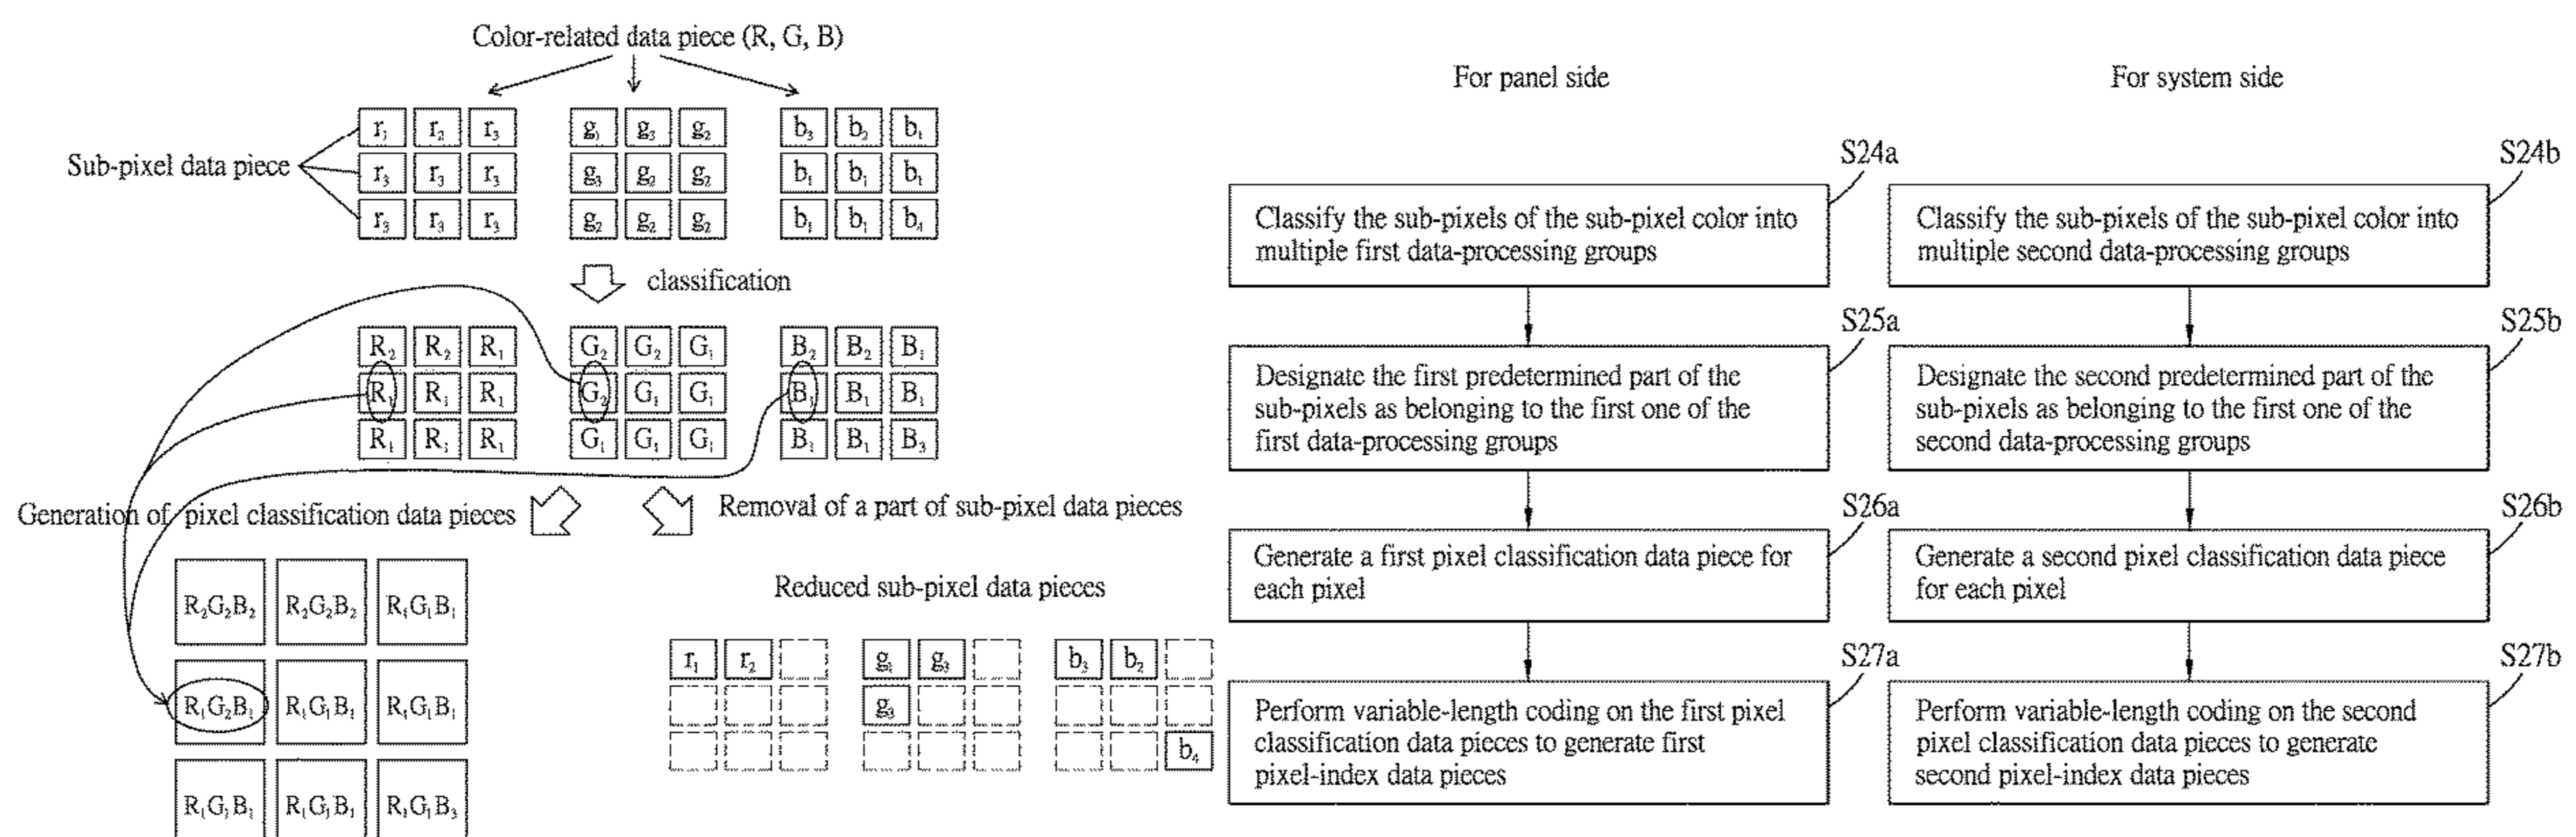 Color-related data piece (R, G, B)
Sub-pixel data piece
r₁ r₂ r₃ g₁ g₃ g₂ b₃ b₂ b₁
r₃ r₃ r₃ g₃ g₂ g₂ b₁ b₁ b₁
r₃ r₃ r₃ g₂ g₂ g₂ b₁ b₁ b₄
classification
R₂ R₂ R₁ G₂ G₂ G₁ B₂ B₂ B₁
R₁ R₁ R₁ G₂ G₁ G₁ B₁ B₁ B₁
R₁ R₁ R₁ G₁ G₁ G₁ B₁ B₁ B₃
Generation of pixel classification data pieces
Removal of a part of sub-pixel data pieces
R₂G₂B₂ R₂G₂B₂ R₁G₁B₁
R₁G₂B₁ R₁G₁B₁ R₁G₁B₁
R₁G₁B₁ R₁G₁B₁ R₁G₁B₃
Reduced sub-pixel data pieces
r₁ r₂ g₁ g₃ b₃ b₂
g₃
b₄
For panel side
S24a
Classify the sub-pixels of the sub-pixel color into
multiple first data-processing groups
S25a
Designate the first predetermined part of the
sub-pixels as belonging to the first one of the
first data-processing groups
S26a
Generate a first pixel classification data piece for
each pixel
S27a
Perform variable-length coding on the first pixel
classification data pieces to generate first
pixel-index data pieces
For system side
S24b
Classify the sub-pixels of the sub-pixel color into
multiple second data-processing groups
S25b
Designate the second predetermined part of the
sub-pixels as belonging to the first one of the
second data-processing groups
S26b
Generate a second pixel classification data piece
for each pixel
S27b
Perform variable-length coding on the second
pixel classification data pieces to generate
second pixel-index data pieces